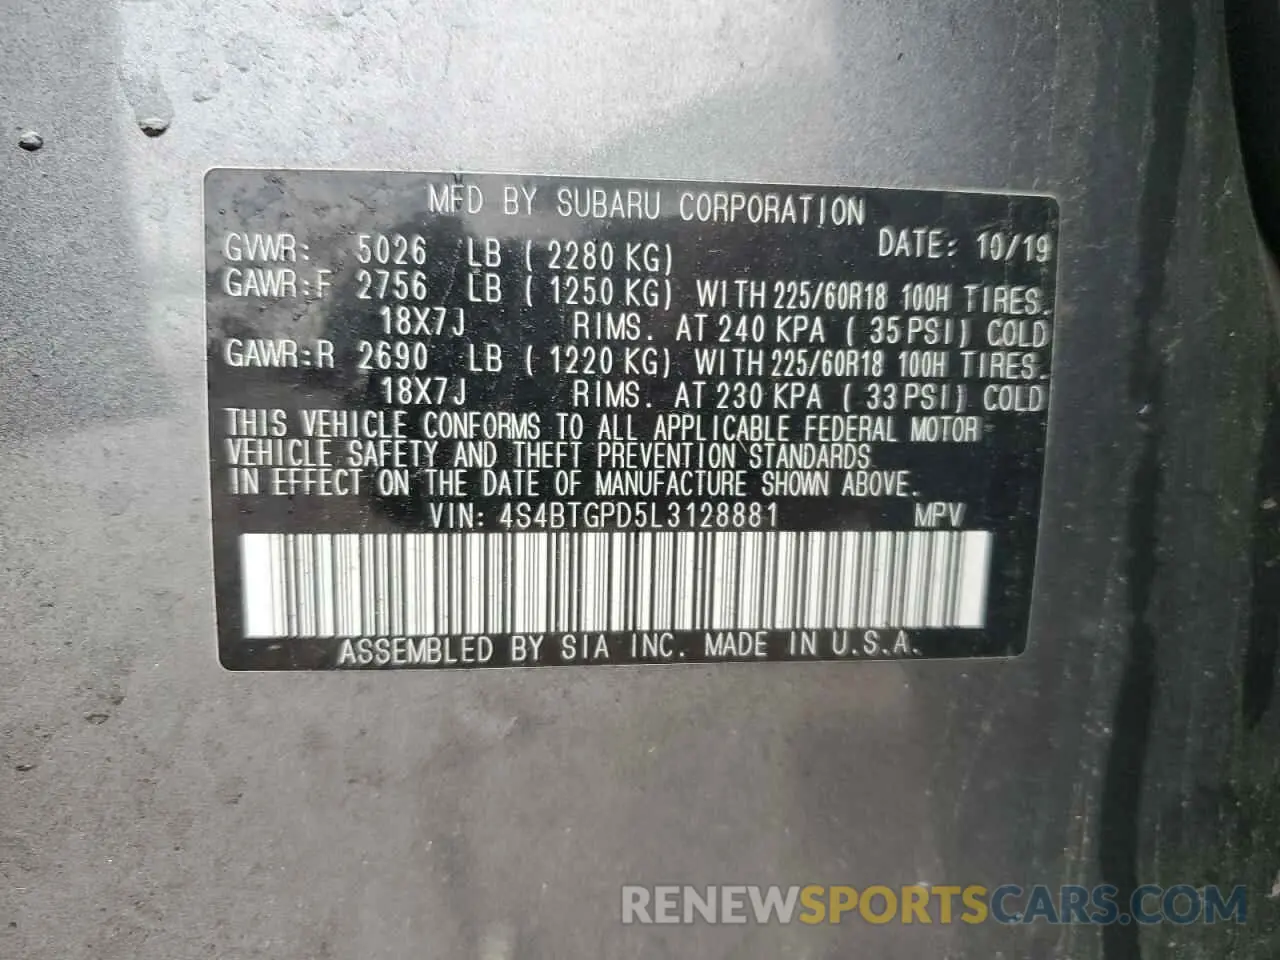 MFD BY SUBARU CORPORATION
GVWR: 5026 LB ( 2280 KG) DATE: 10/19
GAWR:F 2756 LB ( 1250 KG) WITH 225/60R18 100H TIRES.
18X7J RIMS. AT 240 KPA ( 35 PSI) COLD
GAWR:R 2690 LB ( 1220 KG) WITH 225/60R18 100H TIRES.
18X7J RIMS. AT 230 KPA ( 33 PSI) COLD
THIS VEHICLE CONFORMS TO ALL APPLICABLE FEDERAL MOTOR
VEHICLE SAFETY AND THEFT PREVENTION STANDARDS
IN EFFECT ON THE DATE OF MANUFACTURE SHOWN ABOVE.
VIN: 4S4BTGPD5L3128881 MPV
ASSEMBLED BY SIA INC. MADE IN U.S.A.
RENEWSPORTSCARS.COM